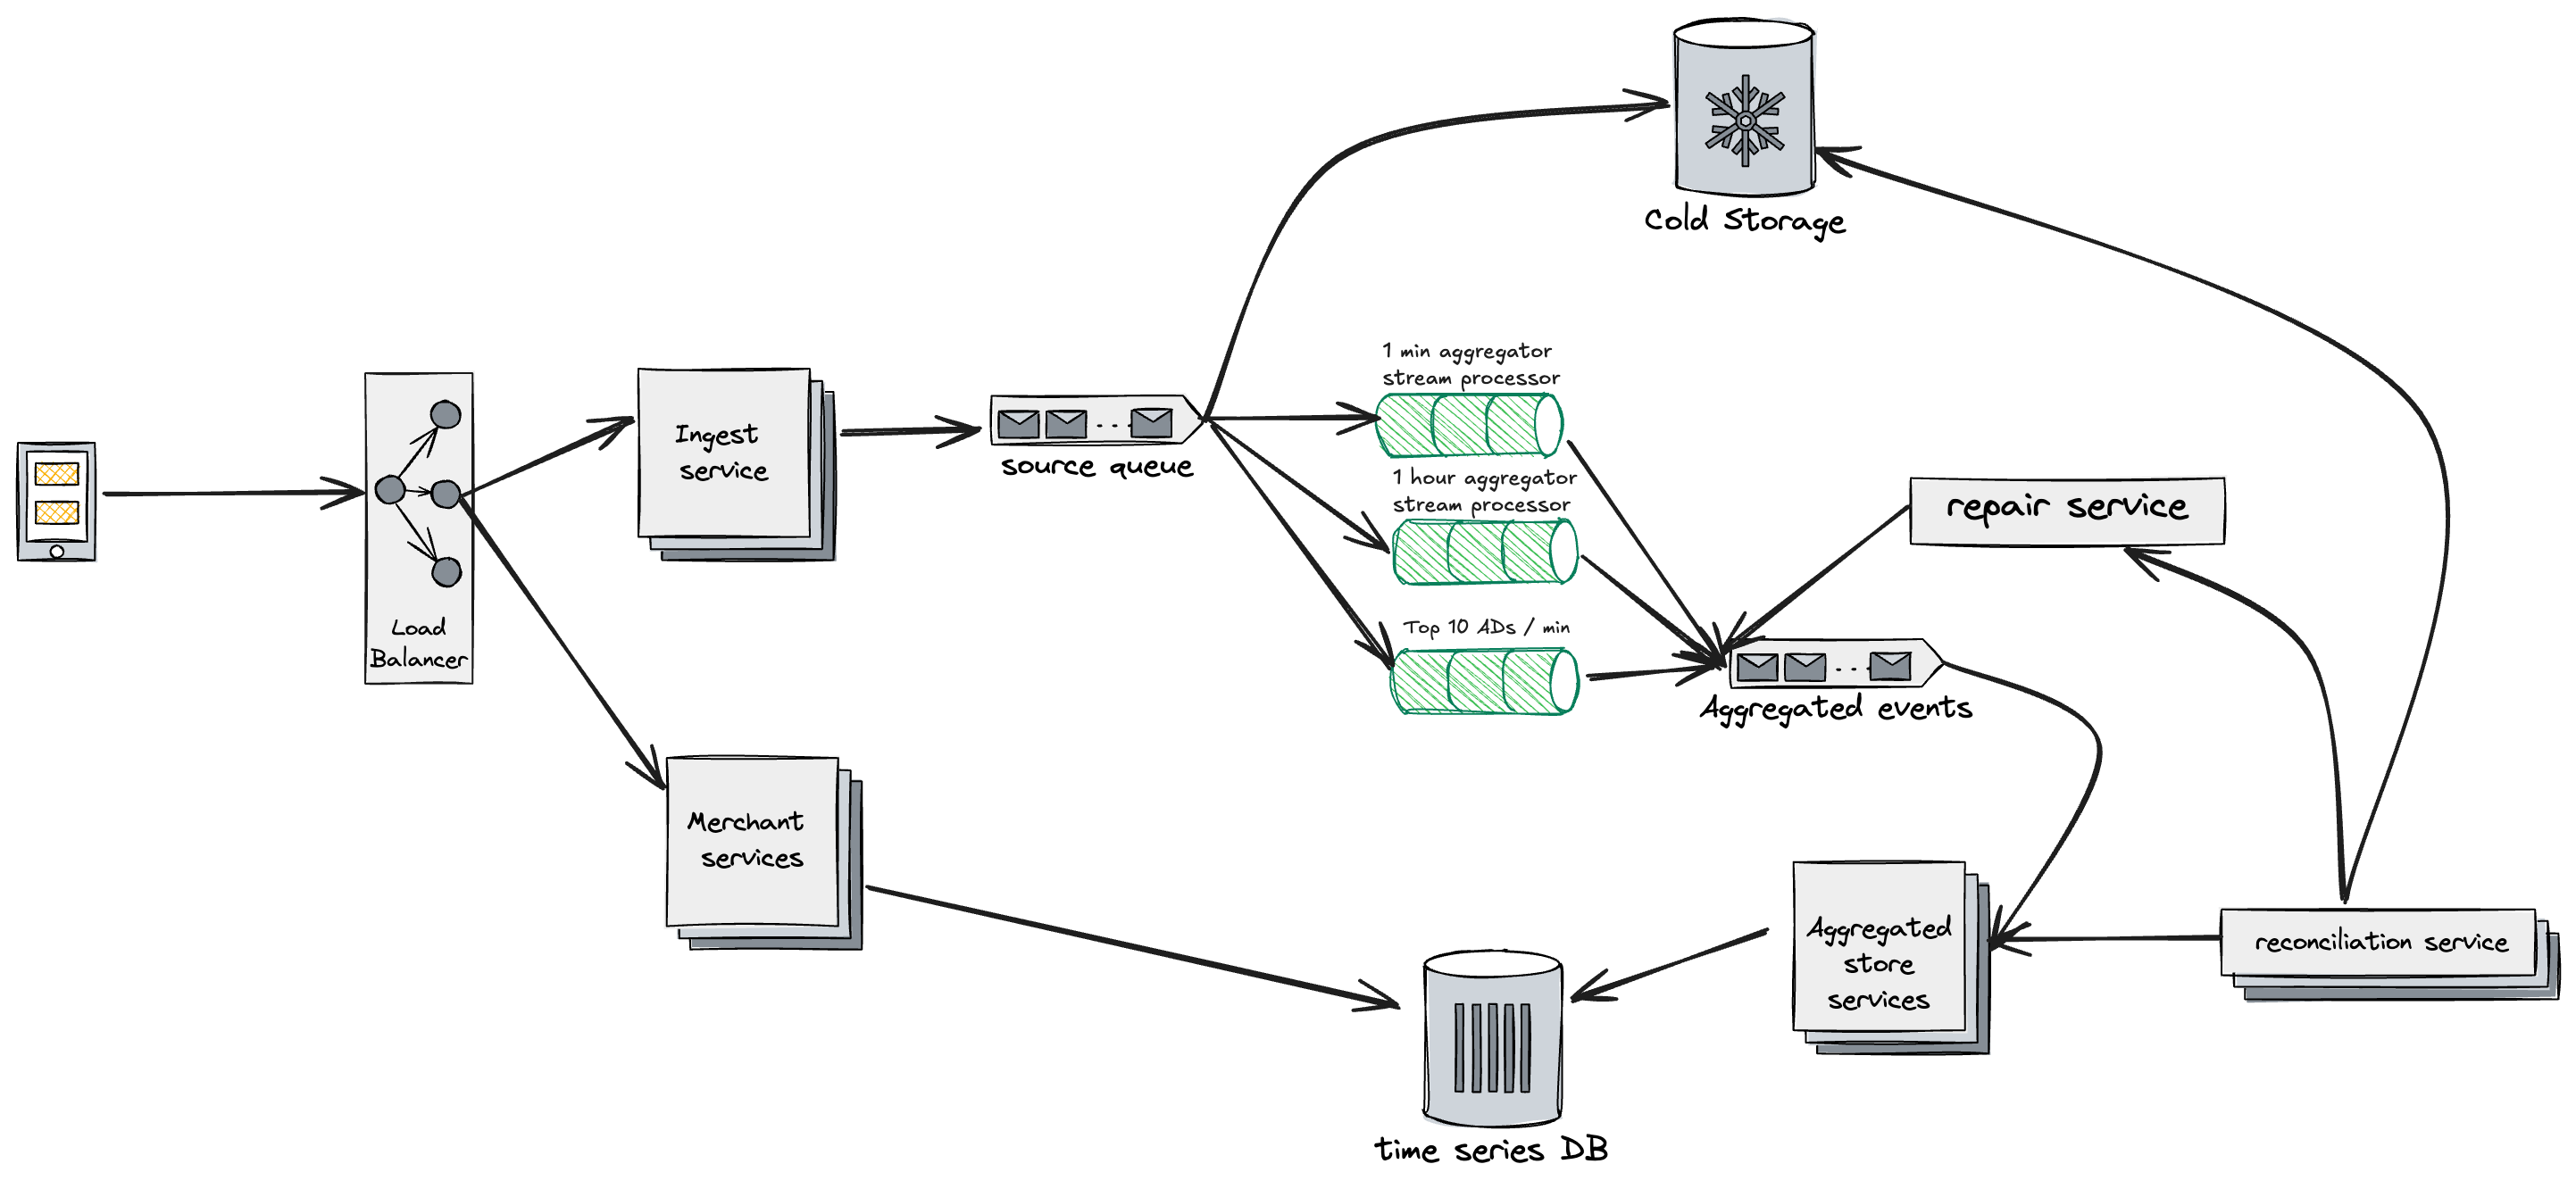 Cold Storage
1 min aggregator
stream processor
Ingest
service
source queue
1 hour aggregator
stream processor
repair service
Load
Balancer
Top 10 ADs / min
Aggregated events
Merchant
services
Aggregated
store
services
reconciliation service
time series DB